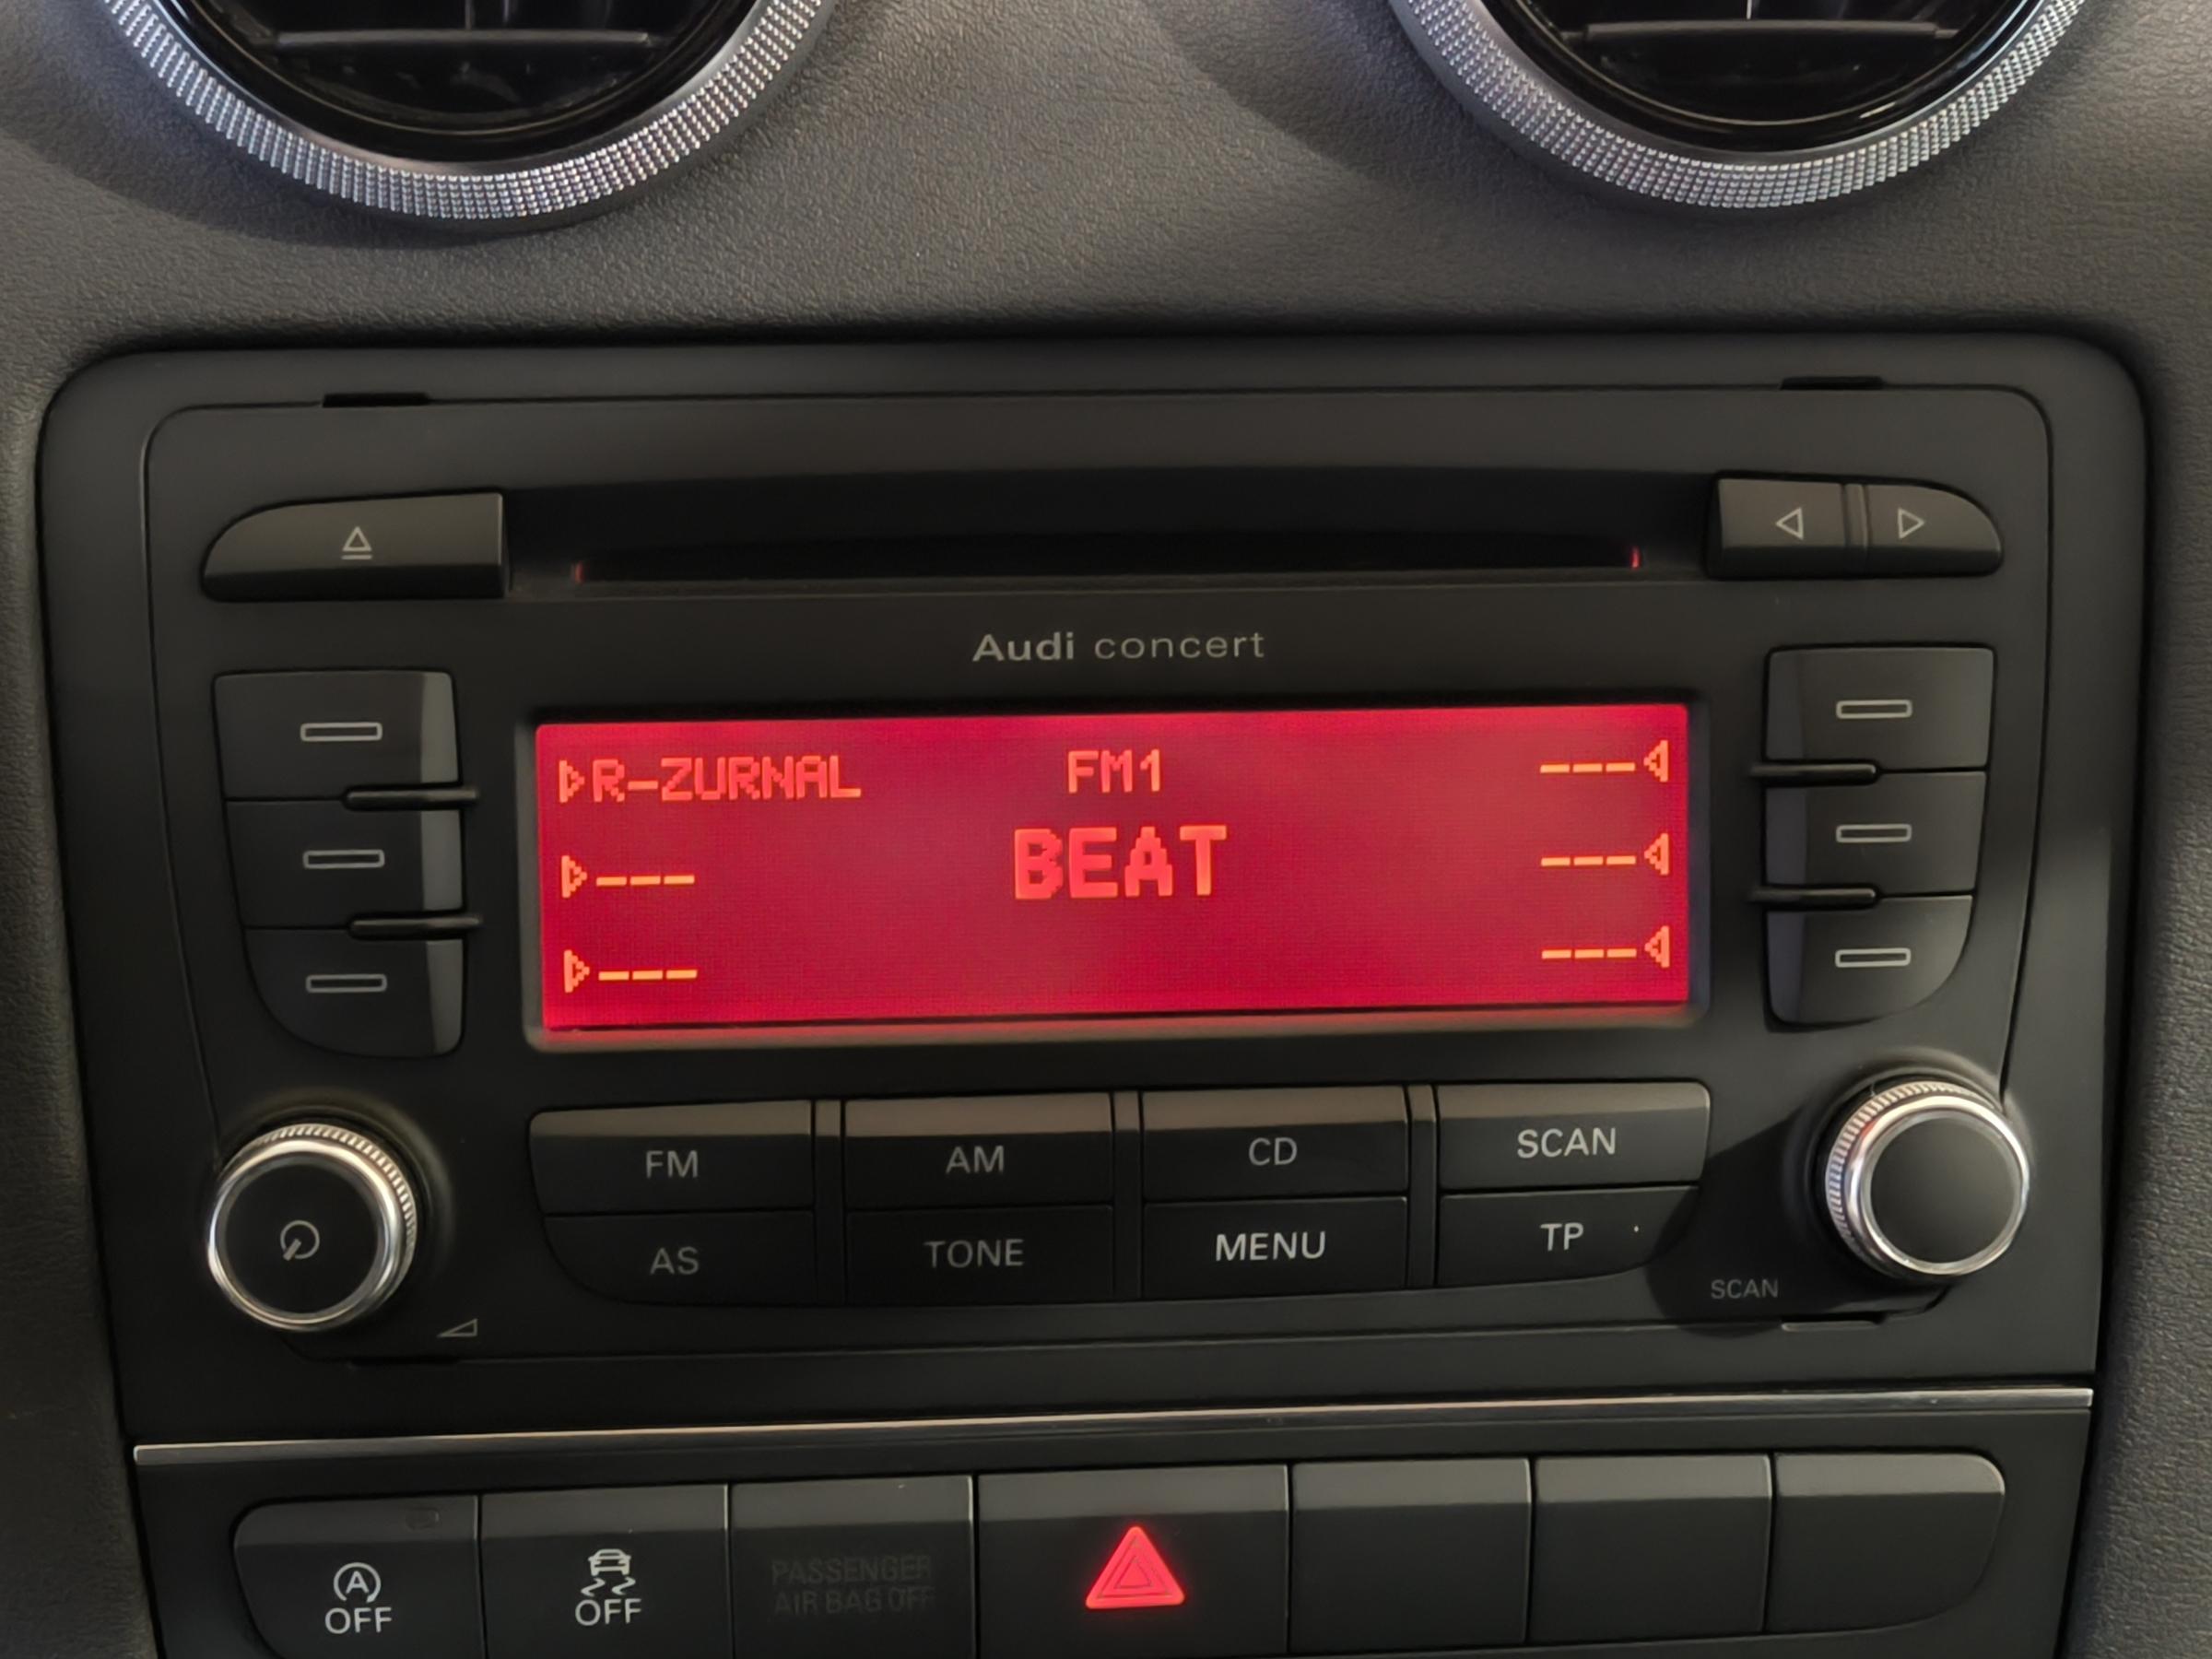 Audi concert
R-ZURNAL FM1 ---
--- BEAT ---
--- ---
FM AM CD SCAN
AS TONE MENU TP
SCAN
OFF OFF PASSENGER
AIR BAG OFF